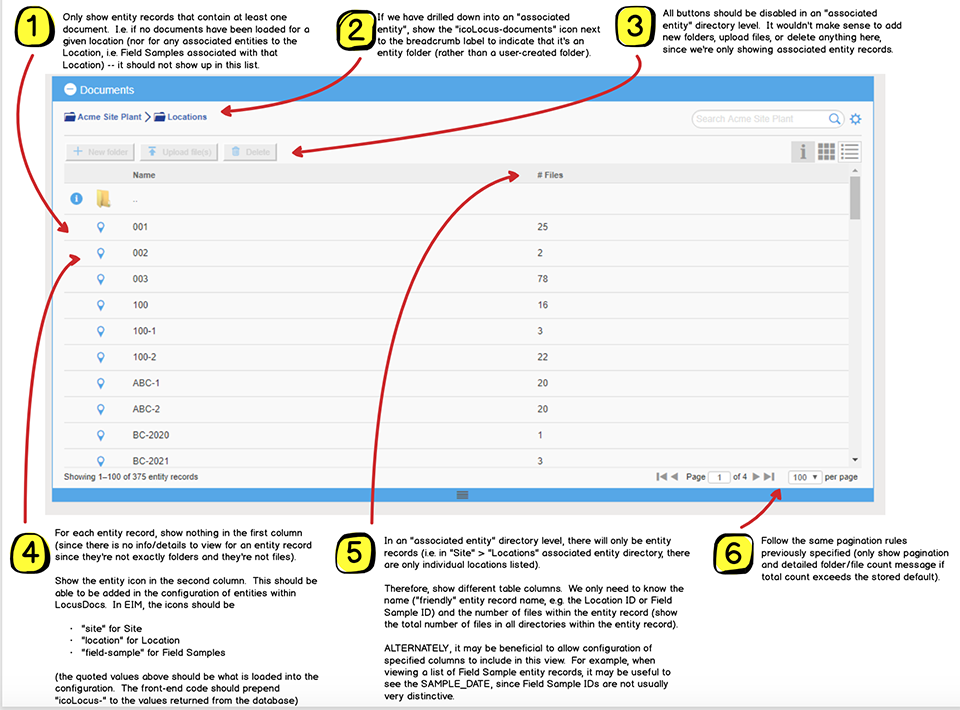 1
Only show entity records that contain at least one
document.  I.e. if no documents have been loaded for a
given location (nor for any associated entities to the
Location, i.e. Field Samples associated with that
Location) -- it should not show up in this list.
2
If we have drilled down into an "associated
entity", show the "icoLocus-documents" icon next
to the breadcrumb label to indicate that it's an
entity folder (rather than a user-created folder).
3
All buttons should be disabled in an "associated
entity" directory level.  It wouldn't make sense to add
new folders, upload files, or delete anything here,
since we're only showing associated entity records.
Documents
Acme Site Plant > Locations
Search Acme Site Plant
+ New folder
Upload file(s)
Delete
Name # Files
..
001 25
002 2
003 78
100 16
100-1 3
100-2 22
ABC-1 20
ABC-2 20
BC-2020 1
BC-2021 3
Showing 1–100 of 375 entity records
Page 1 of 4
100 per page
4
For each entity record, show nothing in the first column
(since there is no info/details to view for an entity record
since they're not exactly folders and they're not files).
Show the entity icon in the second column.  This should be
able to be added in the configuration of entities within
LocusDocs.  In EIM, the icons should be
· "site" for Site
· "location" for Location
· "field-sample" for Field Samples
(the quoted values above should be what is loaded into the
configuration.  The front-end code should prepend
"icoLocus-" to the values returned from the database)
5
In an "associated entity" directory level, there will only be entity
records (i.e. in "Site" > "Locations" associated entity directory, there
are only individual locations listed).
Therefore, show different table columns.  We only need to know the
name ("friendly" entity record name, e.g. the Location ID or Field
Sample ID) and the number of files within the entity record (show
the total number of files in all directories within the entity record).
ALTERNATELY, it may be beneficial to allow configuration of
specified columns to include in this view.  For example, when
viewing a list of Field Sample entity records, it may be useful to
see the SAMPLE_DATE, since Field Sample IDs are not usually
very distinctive.
6
Follow the same pagination rules
previously specified (only show pagination
and detailed folder/file count message if
total count exceeds the stored default).